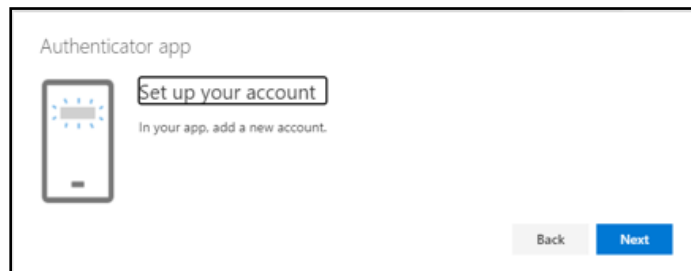 Authenticator app
Set up your account
In your app, add a new account.
Back
Next